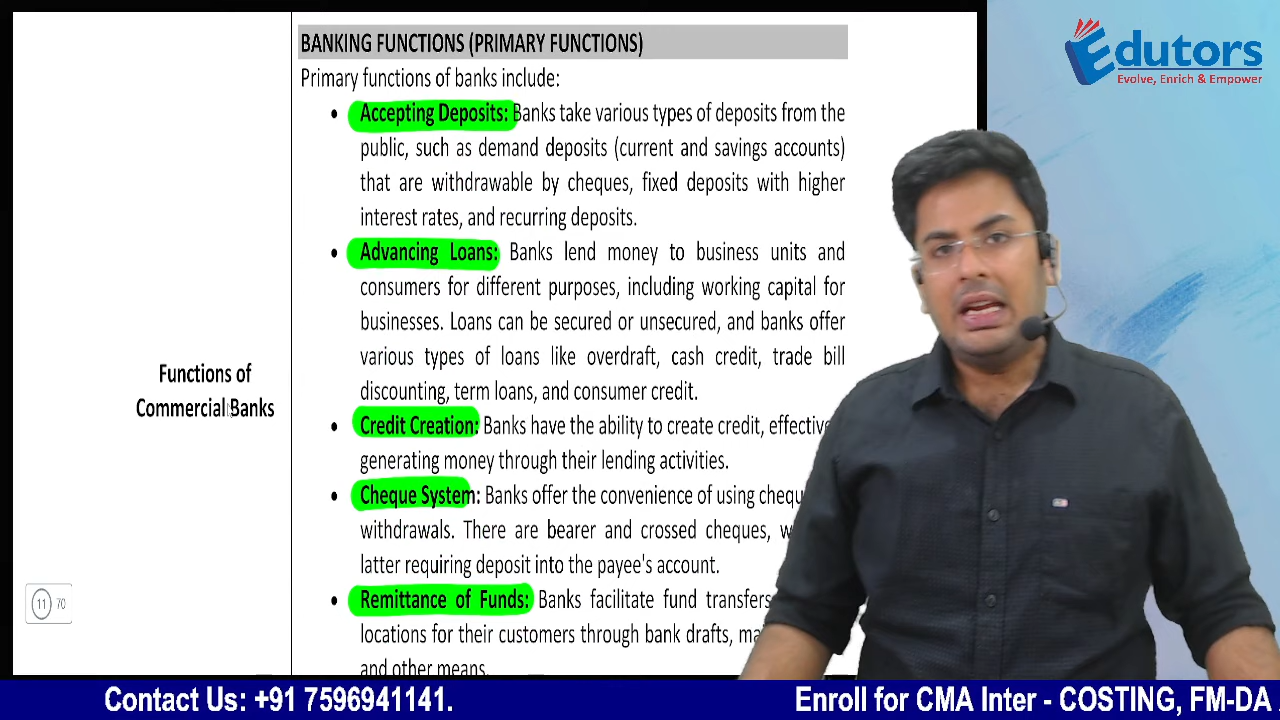 BANKING FUNCTIONS (PRIMARY FUNCTIONS)
Primary functions of banks include:
• Accepting Deposits: Banks take various types of deposits from the
public, such as demand deposits (current and savings accounts)
that are withdrawable by cheques, fixed deposits with higher
interest rates, and recurring deposits.
• Advancing Loans: Banks lend money to business units and
consumers for different purposes, including working capital for
businesses. Loans can be secured or unsecured, and banks offer
various types of loans like overdraft, cash credit, trade bill
discounting, term loans, and consumer credit.
• Credit Creation: Banks have the ability to create credit,
generating money through their lending activities.
• Cheque System: Banks offer the convenience of using
withdrawals. There are bearer and crossed cheques,
latter requiring deposit into the payee's account.
• Remittance of Funds: Banks facilitate fund transfers
locations for their customers through bank drafts,
and other means.
Functions of
Commercial Banks
11 70
Edutors
Evolve, Enrich & Empower
Contact Us: +91 7596941141.
Enroll for CMA Inter - COSTING, FM-DA